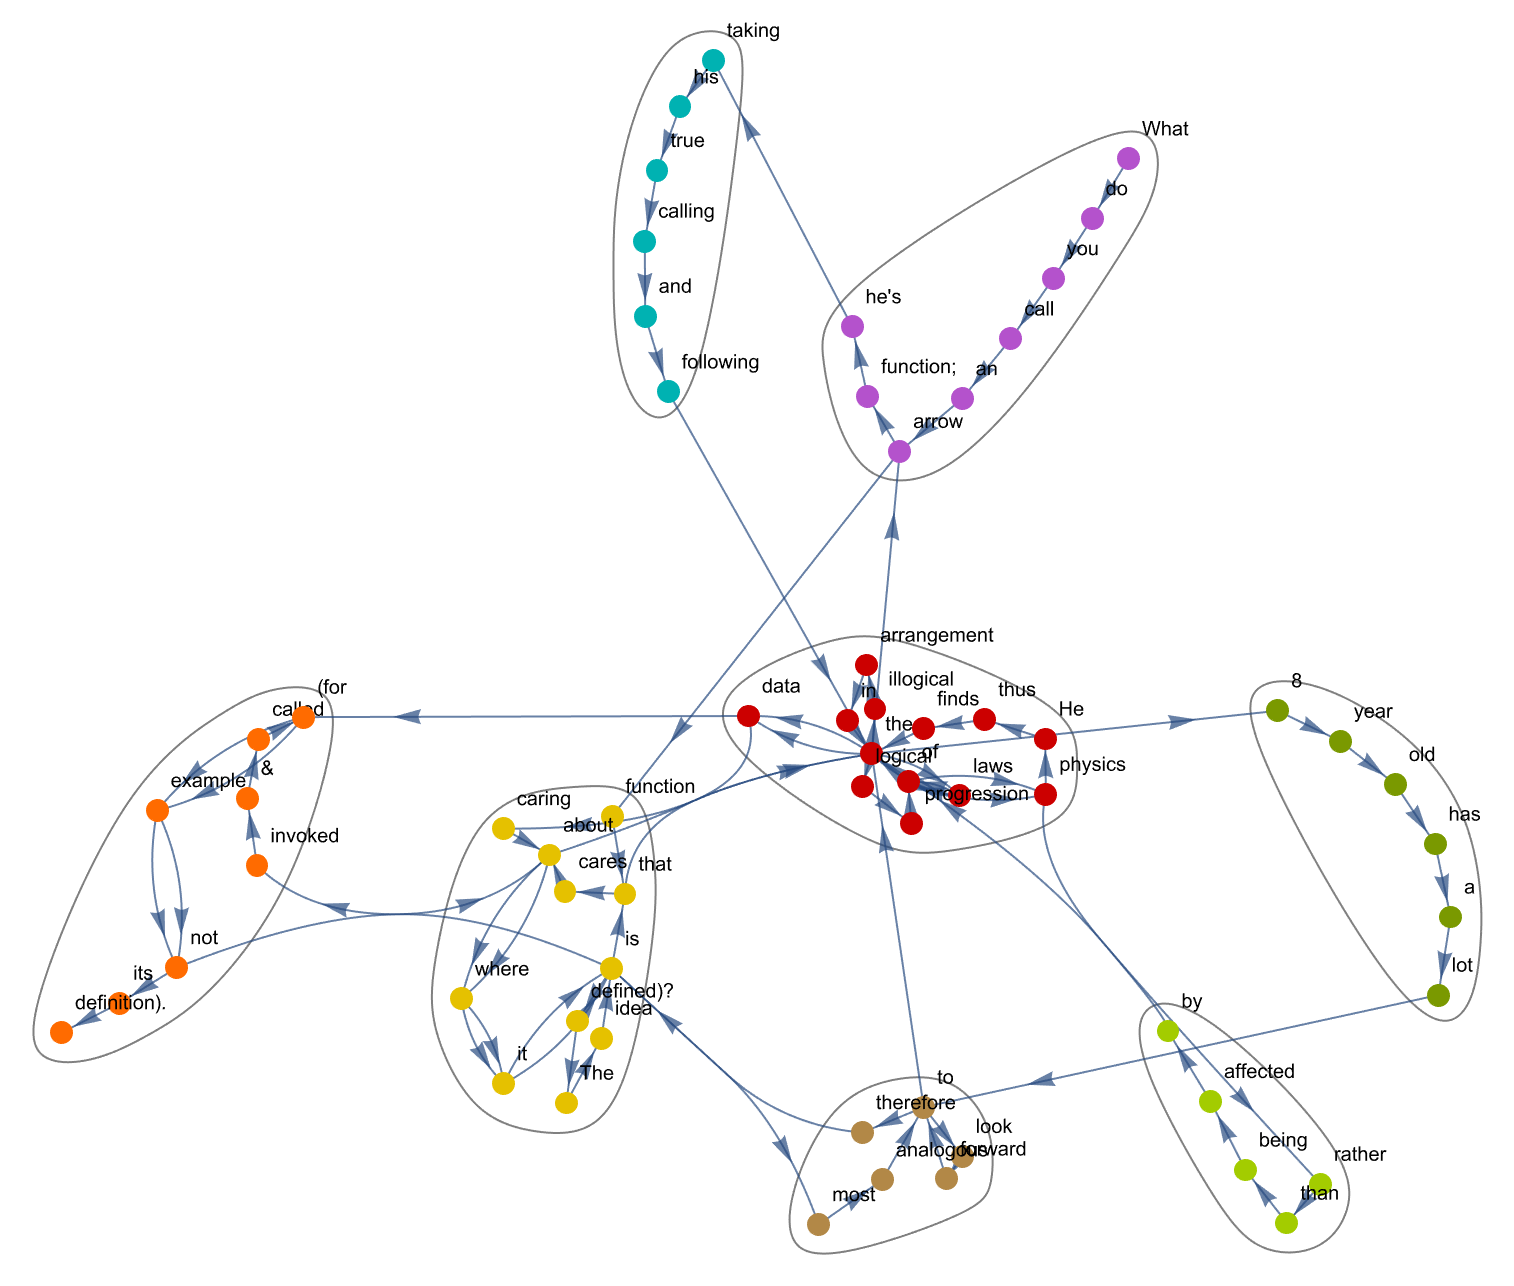 taking
his
true
calling
and
following
What
do
you
call
an
arrow
function;
he's
arrangement
data
illogical
in
finds
thus
He
the
of
logical
laws
physics
progression
8
year
old
has
a
lot
(for
called
&
example
invoked
not
its
definition).
function
caring
about
cares
that
is
where
defined)?
idea
it
The
to
therefore
look
forward
analogous
most
by
affected
being
rather
than